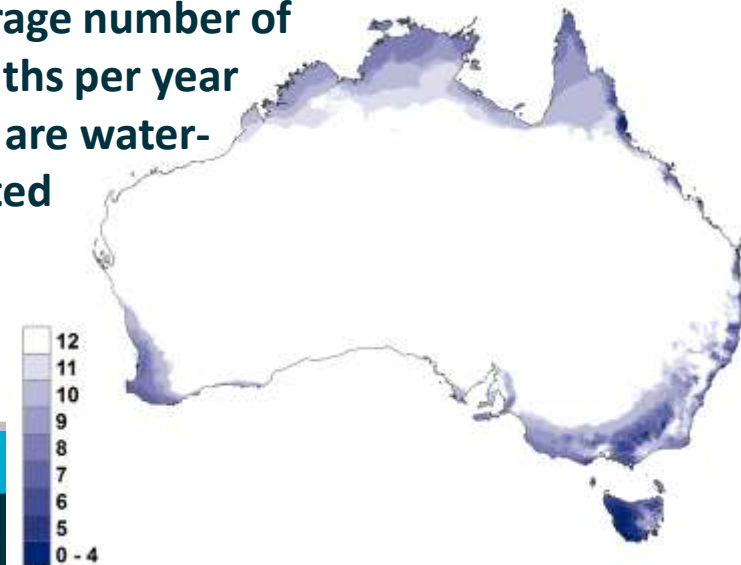 rage number of
ths per year
are water-
ted
12
11
10
9
8
7
6
5
0 - 4